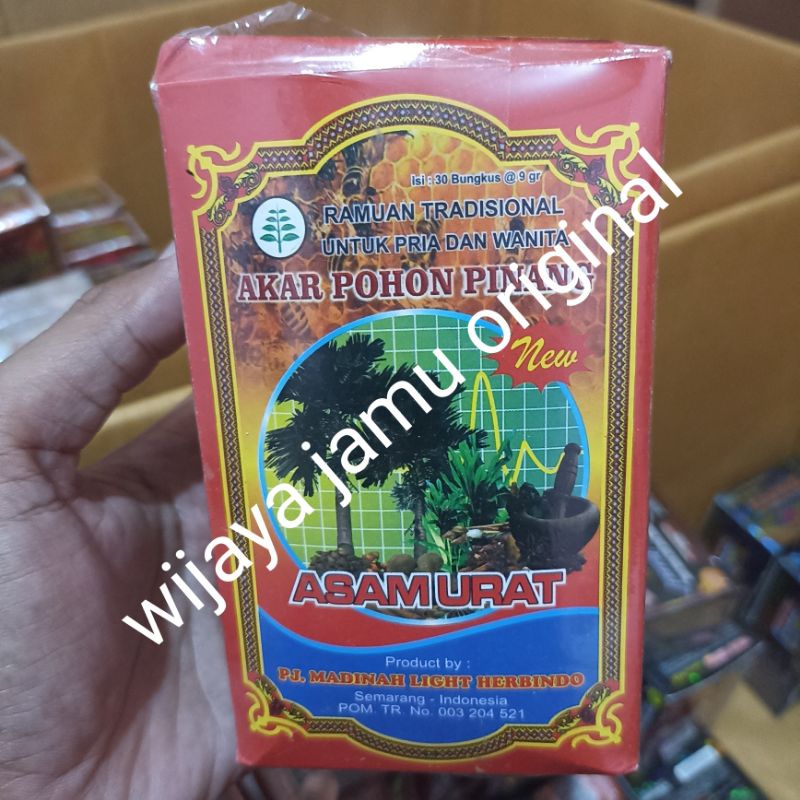 isi : 30 Bungkus @ 9 gr
RAMUAN TRADISIONAL
UNTUK PRIA DAN WANITA
AKAR POHON PINANG
New
ASAM URAT
Product by :
PJ. MADINAH LIGHT HERBINDO
Semarang - Indonesia
POM. TR. No. 003 204 521
wijaya jamu original